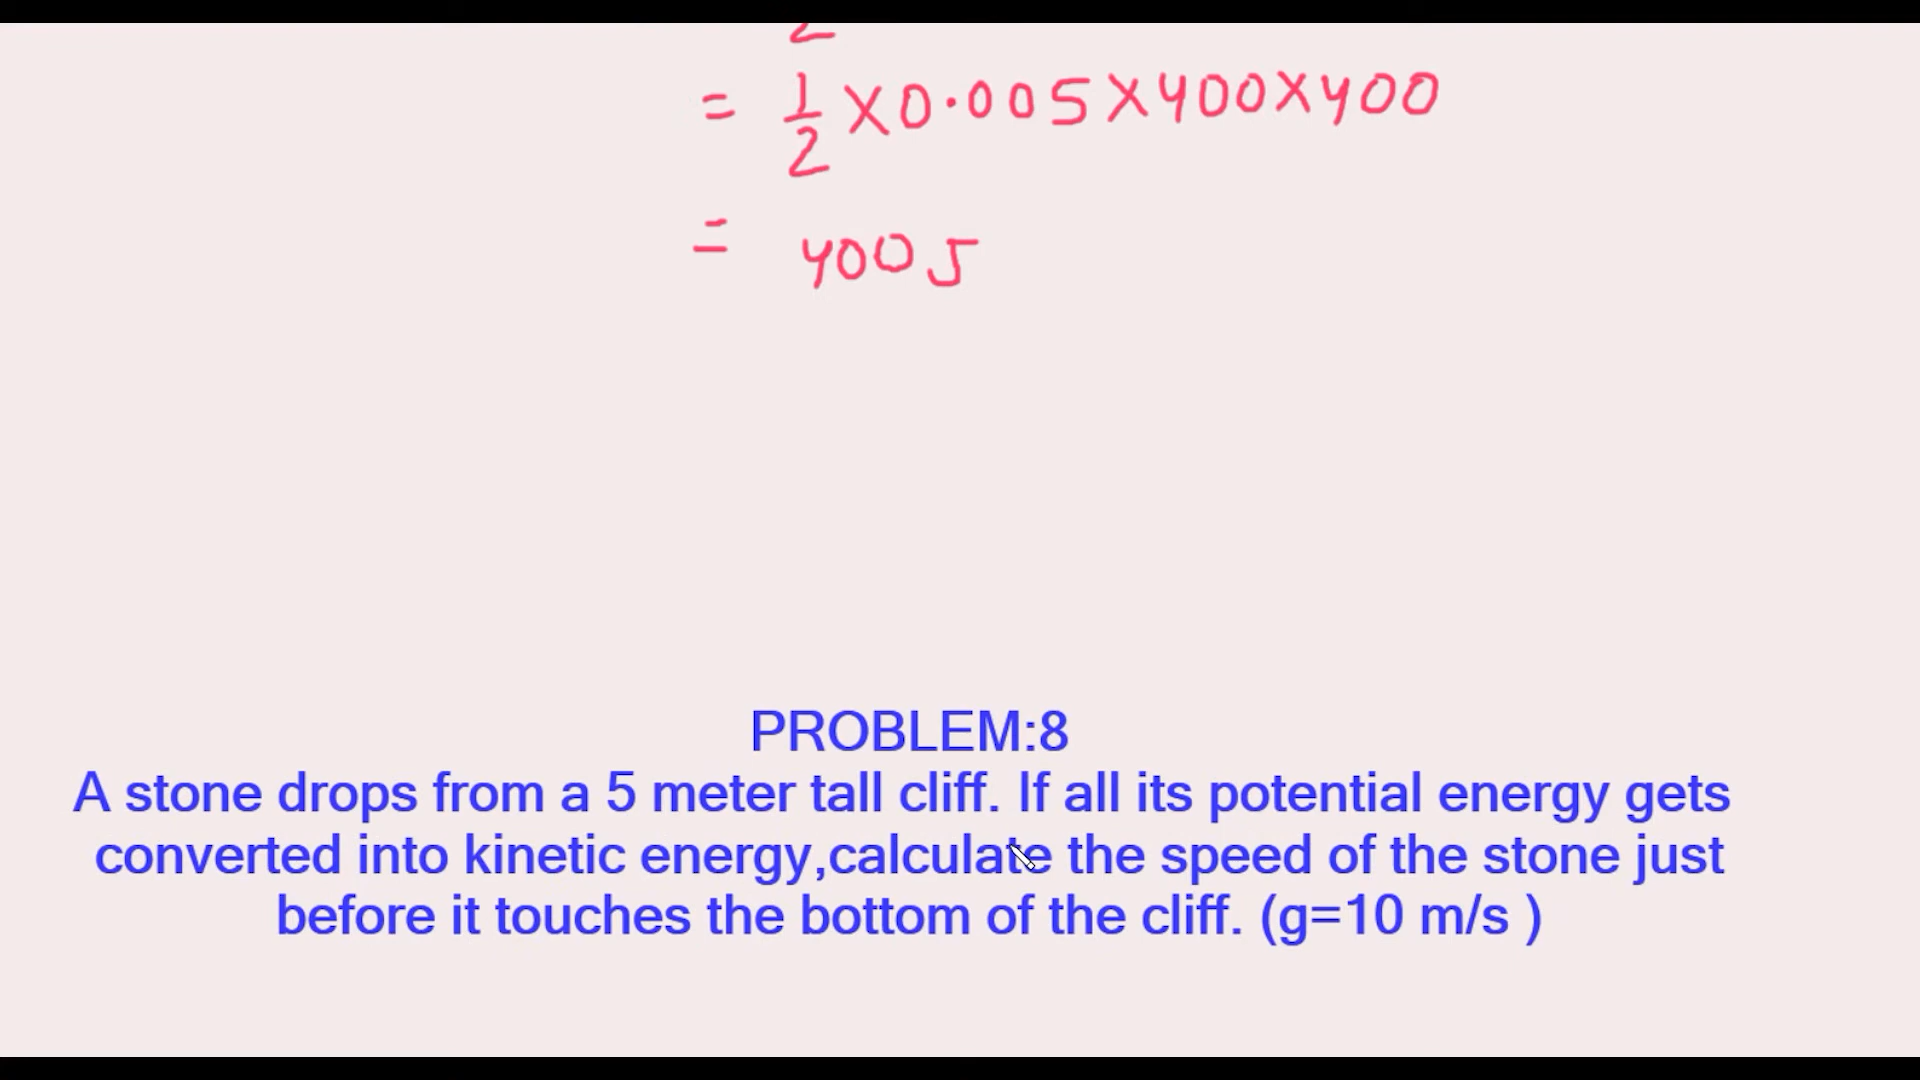 2
= 1/2 X 0.005 X 400 X 400
= 400 J
PROBLEM:8
A stone drops from a 5 meter tall cliff. If all its potential energy gets
converted into kinetic energy,calculate the speed of the stone just
before it touches the bottom of the cliff. (g=10 m/s )